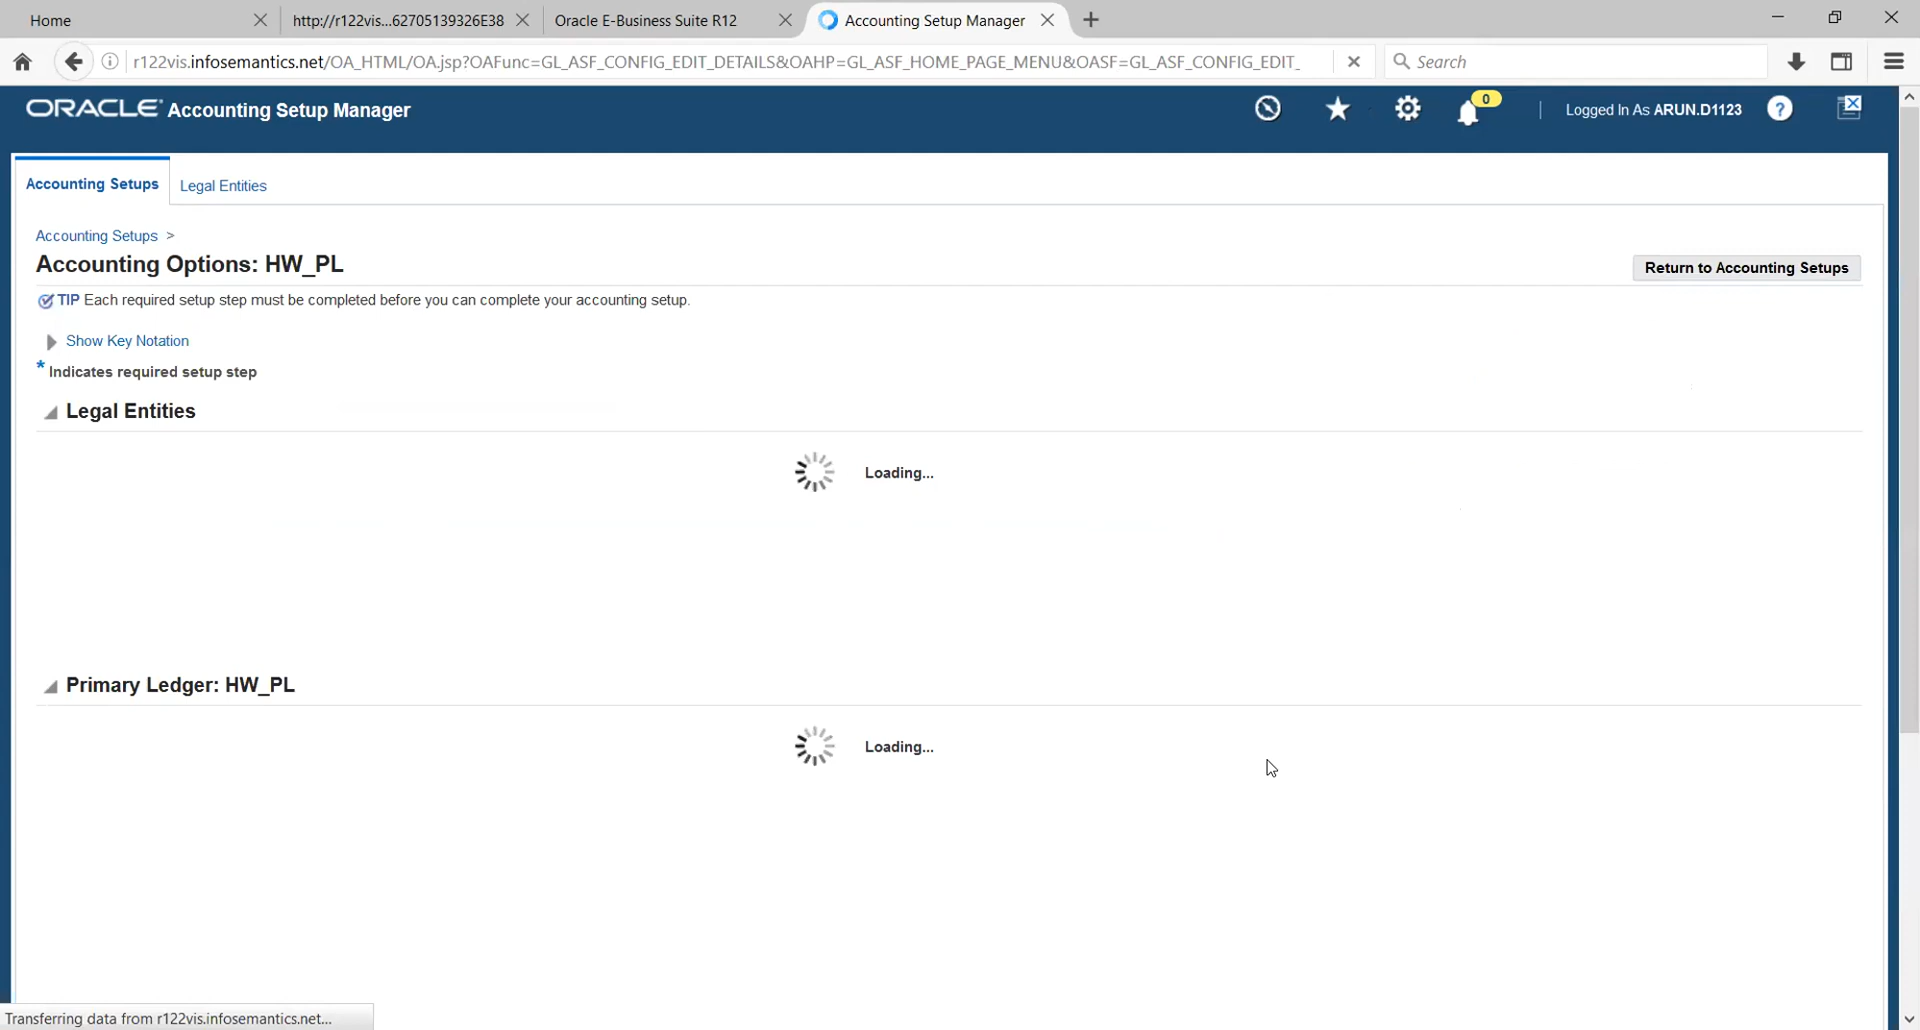 Home
http://r122vis...62705139326E38
Oracle E-Business Suite R12
Accounting Setup Manager
r122vis.infosemantics.net/OA_HTML/OA.jsp?OAFunc=GL_ASF_CONFIG_EDIT_DETAILS&OAHP=GL_ASF_HOME_PAGE_MENU&OASF=GL_ASF_CONFIG_EDIT_
Search
ORACLE Accounting Setup Manager
0
Logged In As ARUN.D1123
?
Accounting Setups
Legal Entities
Accounting Setups >
Accounting Options: HW_PL
Return to Accounting Setups
TIP Each required setup step must be completed before you can complete your accounting setup.
Show Key Notation
* Indicates required setup step
Legal Entities
Loading...
Primary Ledger: HW_PL
Loading...
Transferring data from r122vis.infosemantics.net...